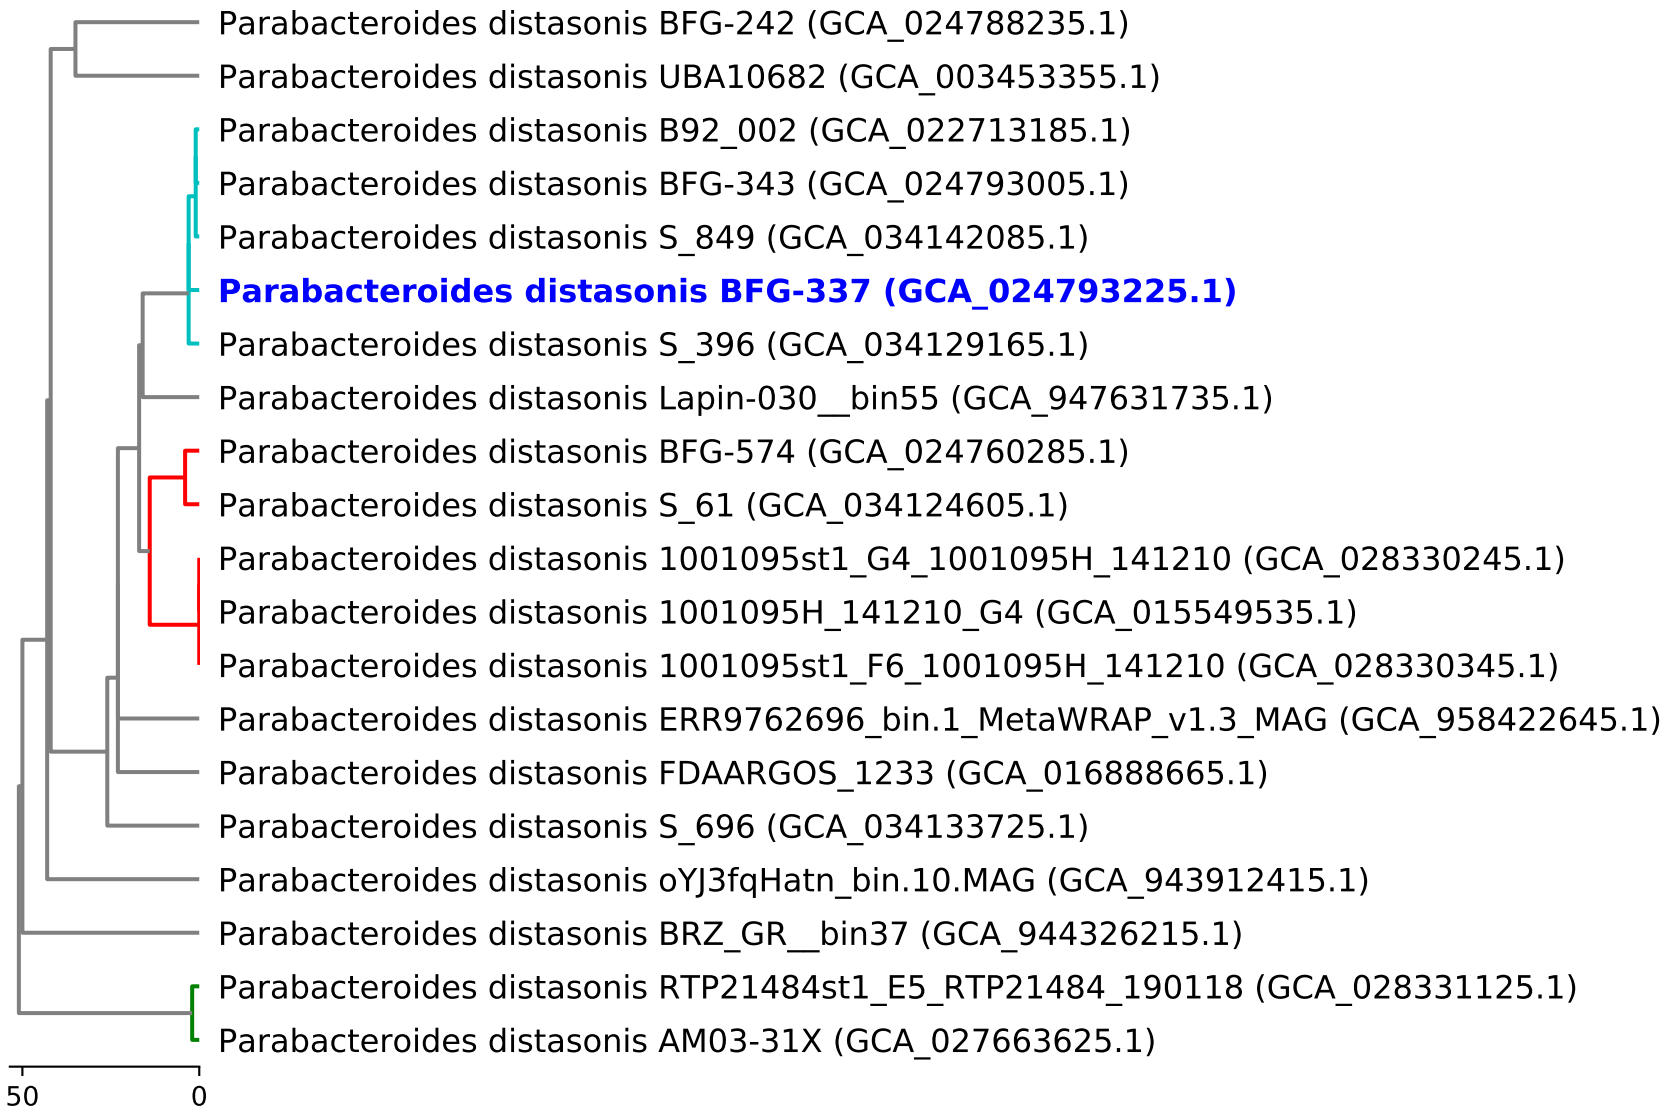 Parabacteroides distasonis BFG-242 (GCA_024788235.1)
Parabacteroides distasonis UBA10682 (GCA_003453355.1)
Parabacteroides distasonis B92_002 (GCA_022713185.1)
Parabacteroides distasonis BFG-343 (GCA_024793005.1)
Parabacteroides distasonis S_849 (GCA_034142085.1)
Parabacteroides distasonis BFG-337 (GCA_024793225.1)
Parabacteroides distasonis S_396 (GCA_034129165.1)
Parabacteroides distasonis Lapin-030__bin55 (GCA_947631735.1)
Parabacteroides distasonis BFG-574 (GCA_024760285.1)
Parabacteroides distasonis S_61 (GCA_034124605.1)
Parabacteroides distasonis 1001095st1_G4_1001095H_141210 (GCA_028330245.1)
Parabacteroides distasonis 1001095H_141210_G4 (GCA_015549535.1)
Parabacteroides distasonis 1001095st1_F6_1001095H_141210 (GCA_028330345.1)
Parabacteroides distasonis ERR9762696_bin.1_MetaWRAP_v1.3_MAG (GCA_958422645.1)
Parabacteroides distasonis FDAARGOS_1233 (GCA_016888665.1)
Parabacteroides distasonis S_696 (GCA_034133725.1)
Parabacteroides distasonis oYJ3fqHatn_bin.10.MAG (GCA_943912415.1)
Parabacteroides distasonis BRZ_GR__bin37 (GCA_944326215.1)
Parabacteroides distasonis RTP21484st1_E5_RTP21484_190118 (GCA_028331125.1)
Parabacteroides distasonis AM03-31X (GCA_027663625.1)
50 0